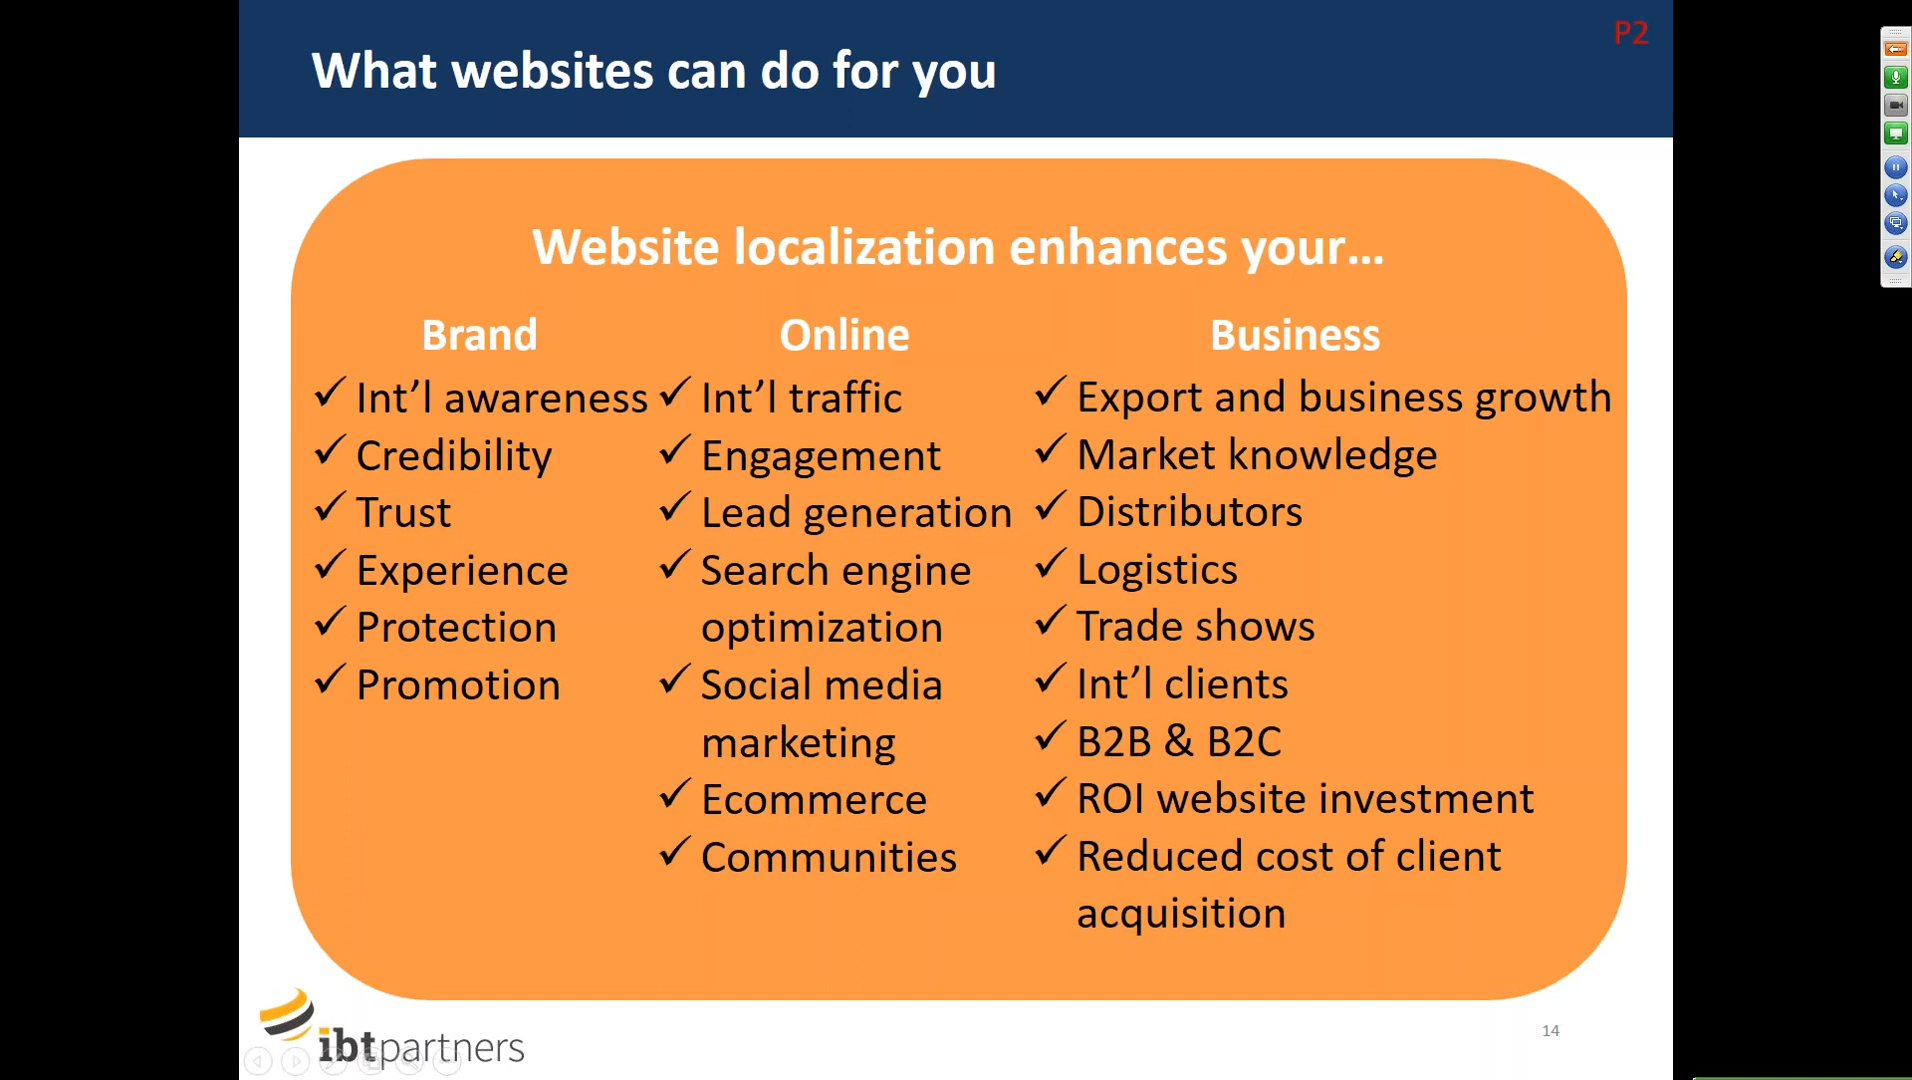 What websites can do for you
P2
Website localization enhances your...
Brand
Int’l awareness
Credibility
Trust
Experience
Protection
Promotion
Online
Int’l traffic
Engagement
Lead generation
Search engine
optimization
Social media
marketing
Ecommerce
Communities
Business
Export and business growth
Market knowledge
Distributors
Logistics
Trade shows
Int’l clients
B2B & B2C
ROI website investment
Reduced cost of client
acquisition
ibtpartners
14